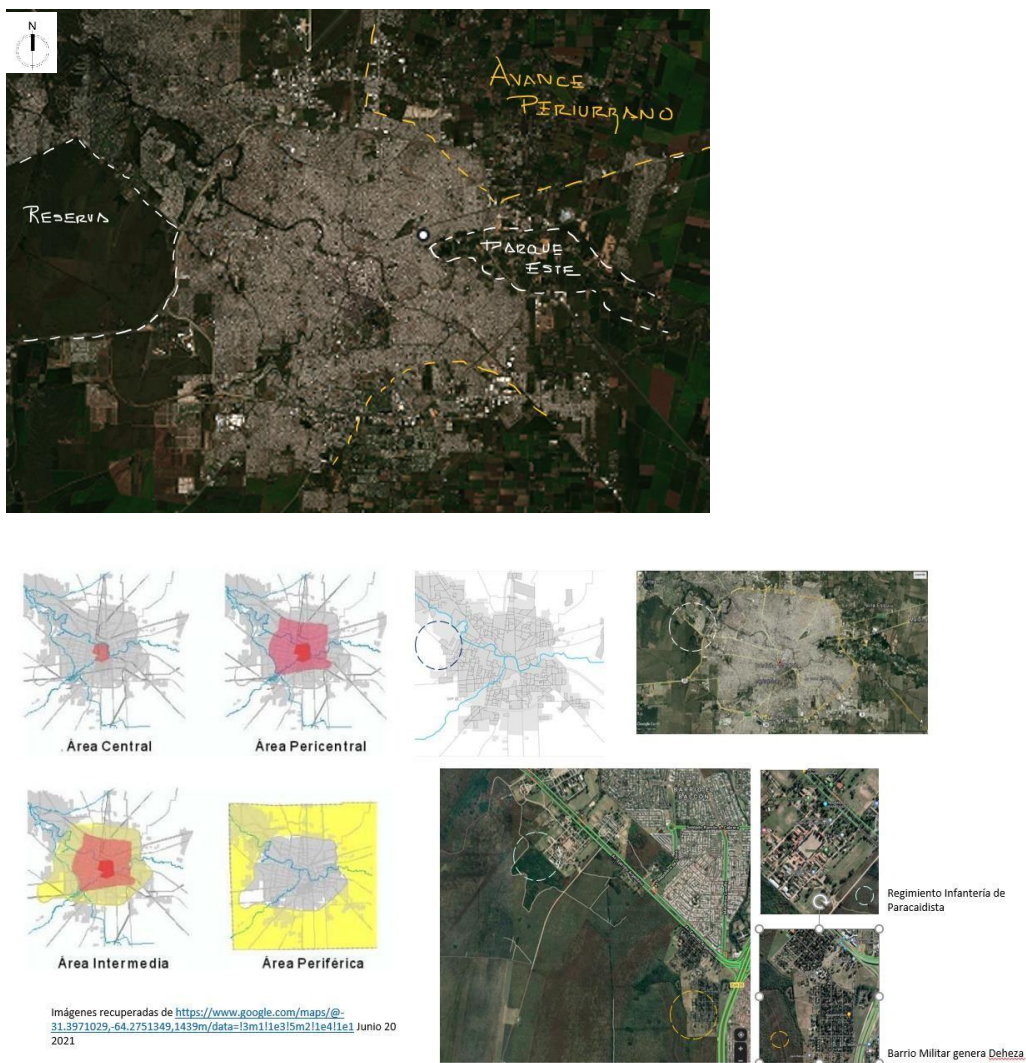 N
AVANCE
PERIURBANO
RESERVA
PARQUE
ESTE
. Área Central
Área Pericentral
Área Intermedia
Área Periférica
BARRIO
Regimiento Infantería de
Paracaidista
Imágenes recuperadas de https://www.google.com/maps/@-
31.3971029,-64.2751349,1439m/data=!3m1!1e3!5m2!1e4!1e1 Junio 20
2021
Barrio Militar genera Deheza